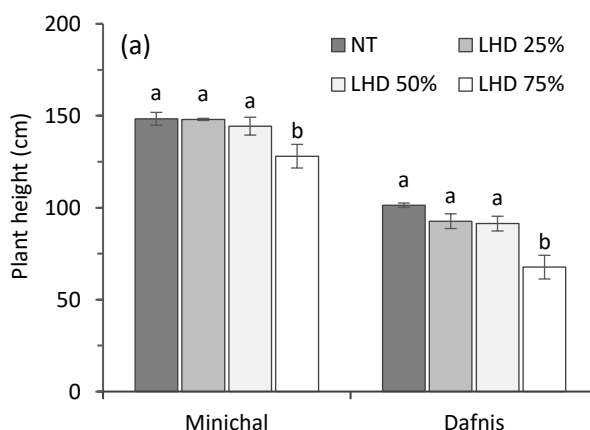 (a)
NT LHD 25%
LHD 50% LHD 75%
Plant height (cm)
200
150
100
50
0
a a a b
a a a b
Minichal Dafnis